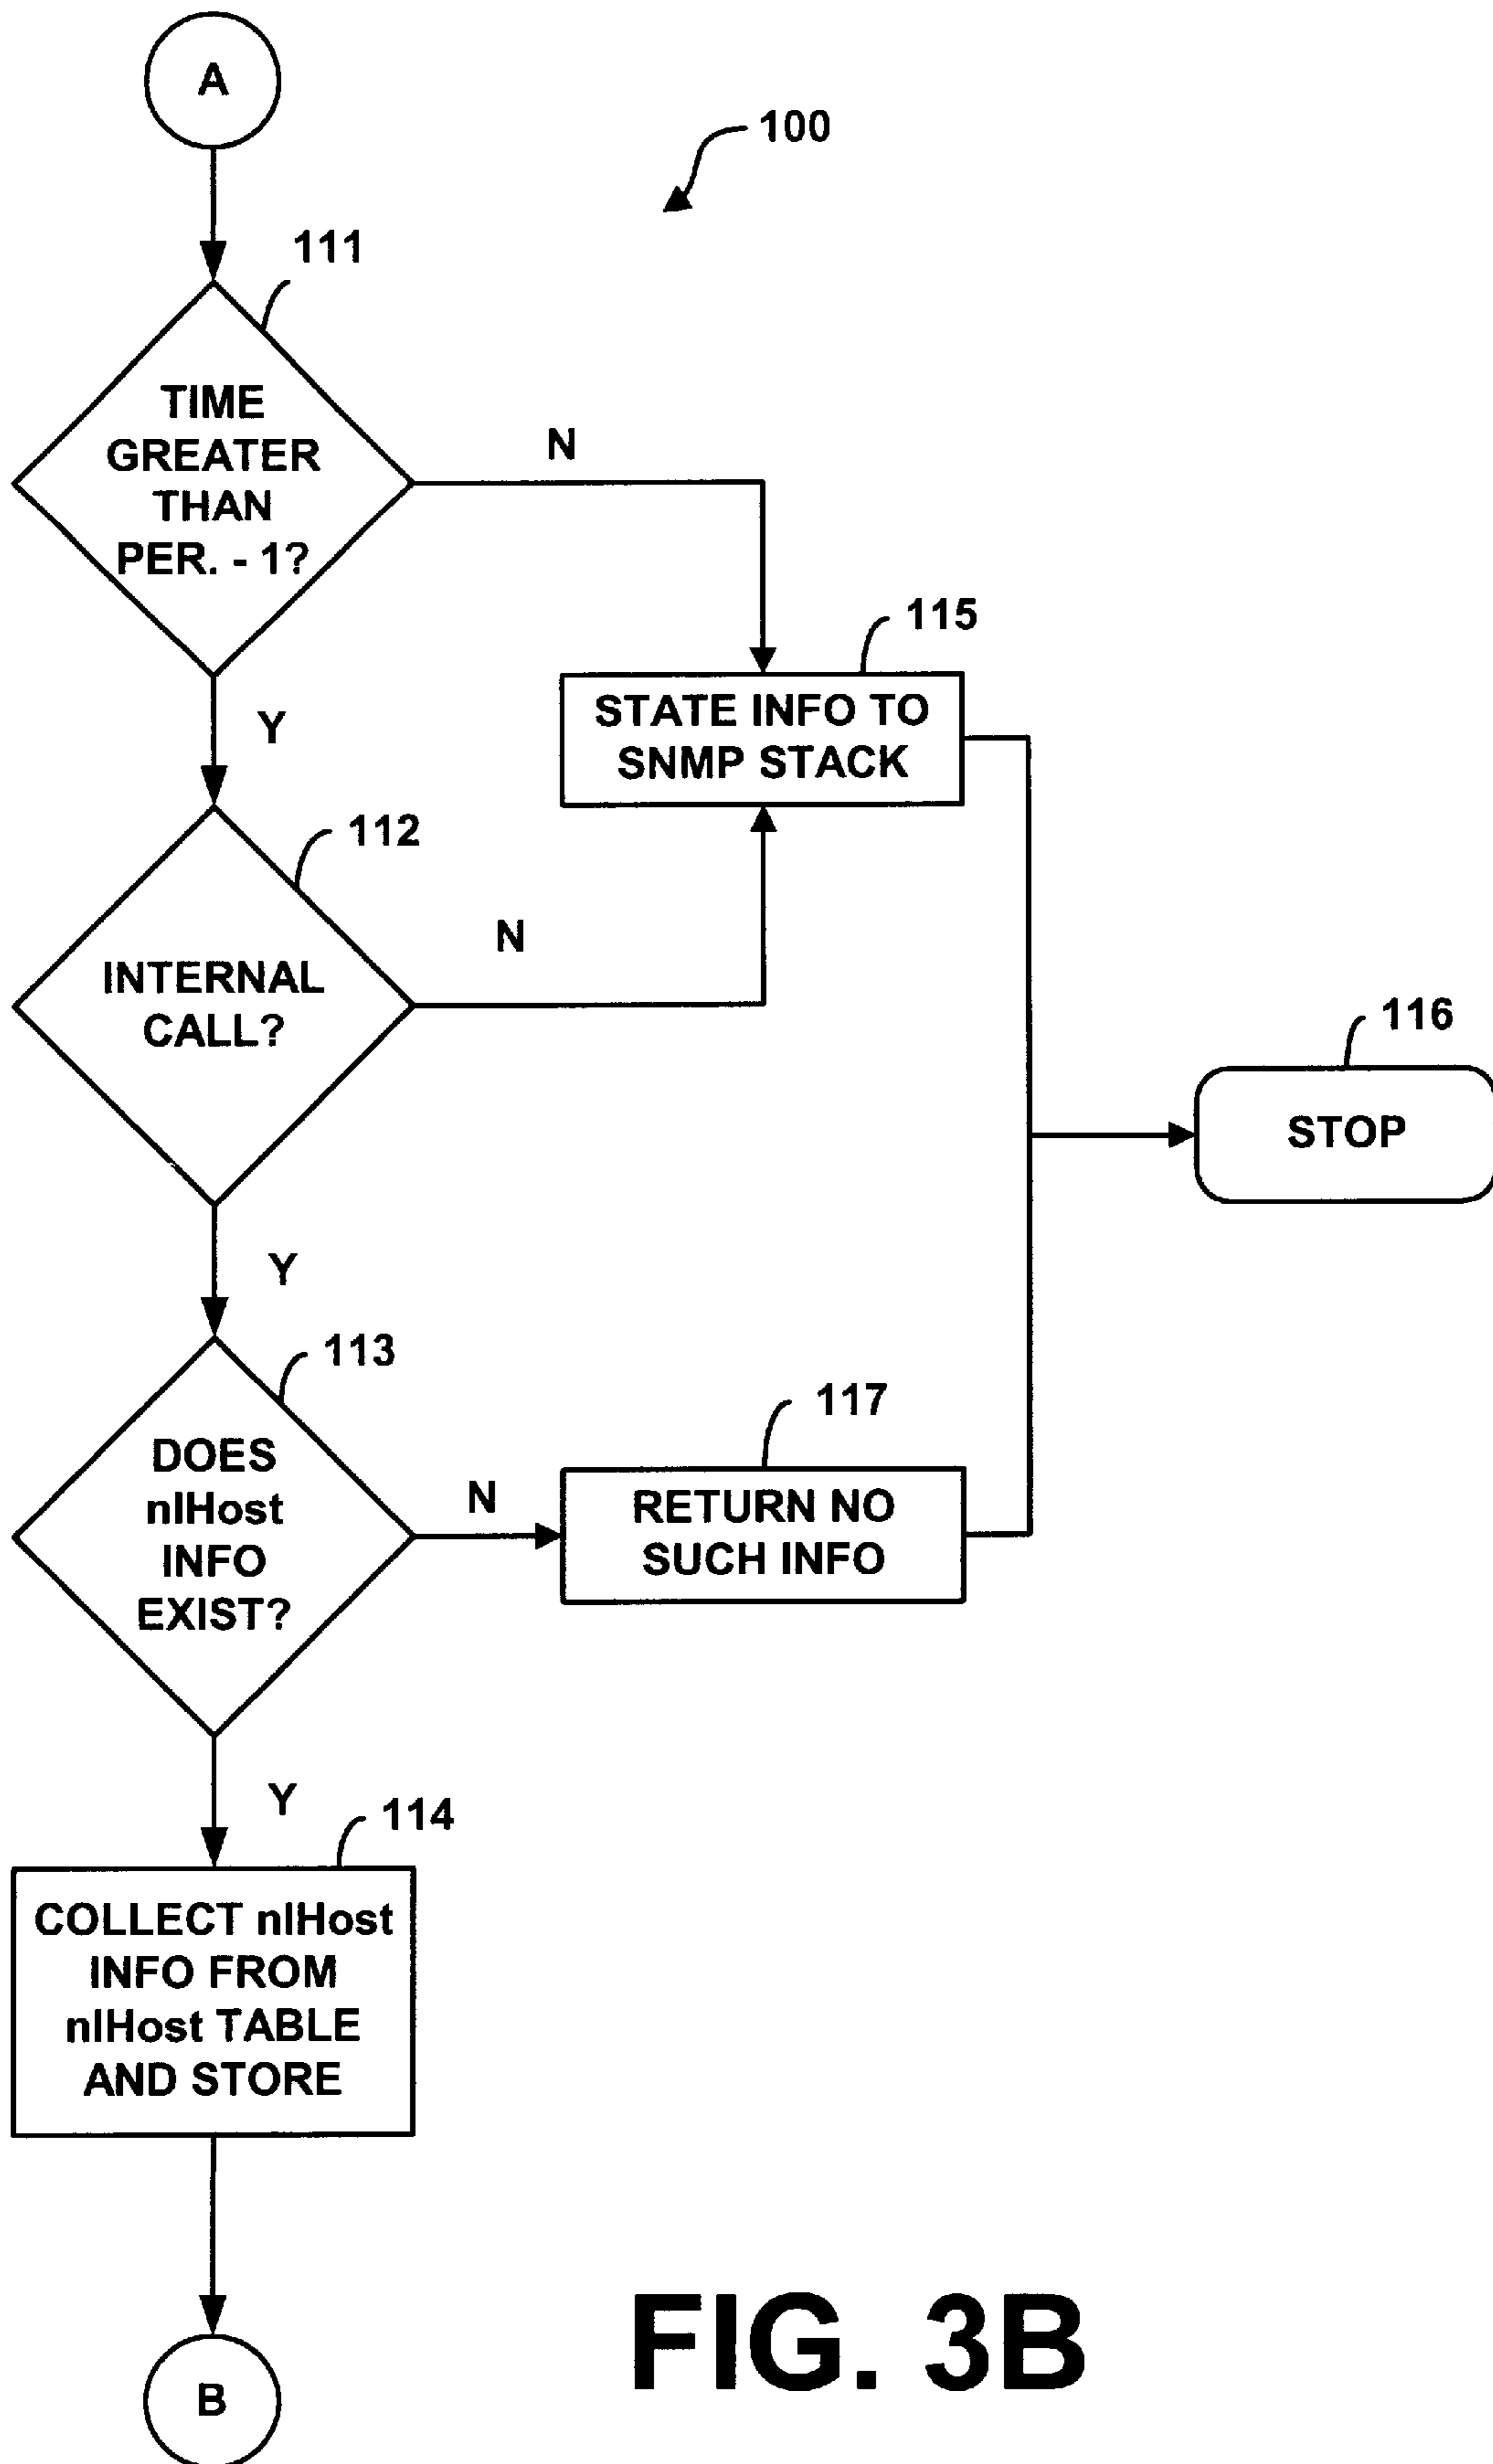 A
100
111
TIME
GREATER
THAN
PER. - 1?
N
115
STATE INFO TO
SNMP STACK
Y
112
INTERNAL
CALL?
N
116
STOP
Y
113
DOES
nlHost
INFO
EXIST?
N
117
RETURN NO
SUCH INFO
Y
114
COLLECT nlHost
INFO FROM
nlHost TABLE
AND STORE
B
FIG. 3B